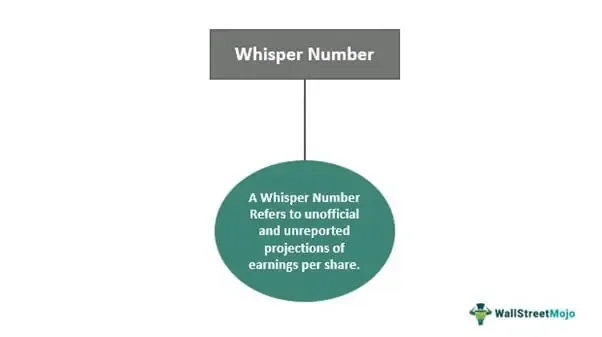 Whisper Number
A Whisper Number
Refers to unofficial
and unreported
projections of
earnings per share.
WallStreetMojo